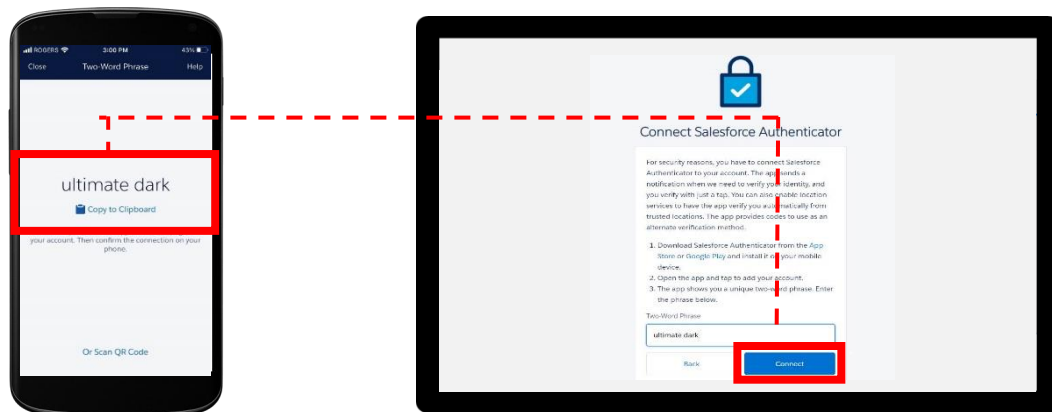 ROGERS 3:00 PM 43%
Close Two-Word Phrase Help
ultimate dark
Copy to Clipboard
your account. Then confirm the connection on your
phone.
Or Scan QR Code
Connect Salesforce Authenticator
For security reasons, you have to connect Salesforce
Authenticator to your account. The app sends a
notification when we need to verify your identity, and
you verify with just a tap. You can also enable location
services to have the app verify you automatically from
trusted locations. The app provides codes to use as an
alternate verification method.
1. Download Salesforce Authenticator from the App
Store or Google Play and install it on your mobile
device.
2. Open the app and tap to add your account.
3. The app shows you a unique two-word phrase. Enter
the phrase below.
Two-Word Phrase
ultimate dark
Back Connect